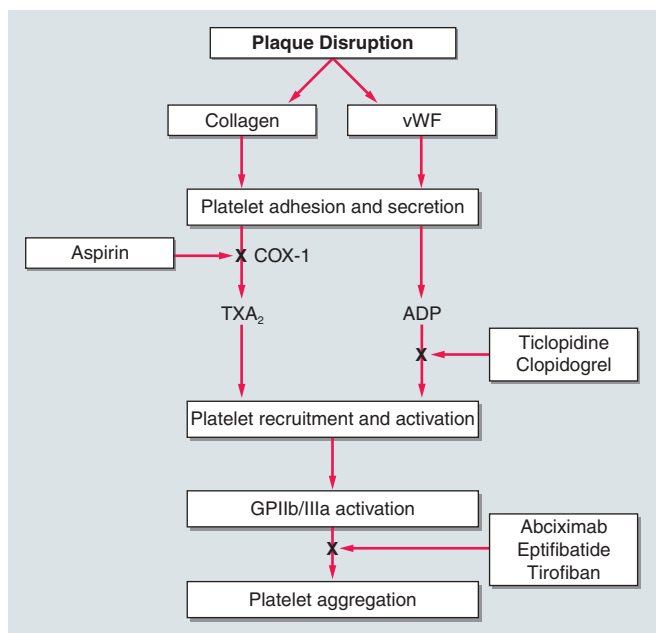 Plaque Disruption
Collagen
vWF
Platelet adhesion and secretion
Aspirin
X COX-1
TXA₂
ADP
X
Ticlopidine
Clopidogrel
Platelet recruitment and activation
GPIIb/IIIa activation
X
Abciximab
Eptifibatide
Tirofiban
Platelet aggregation